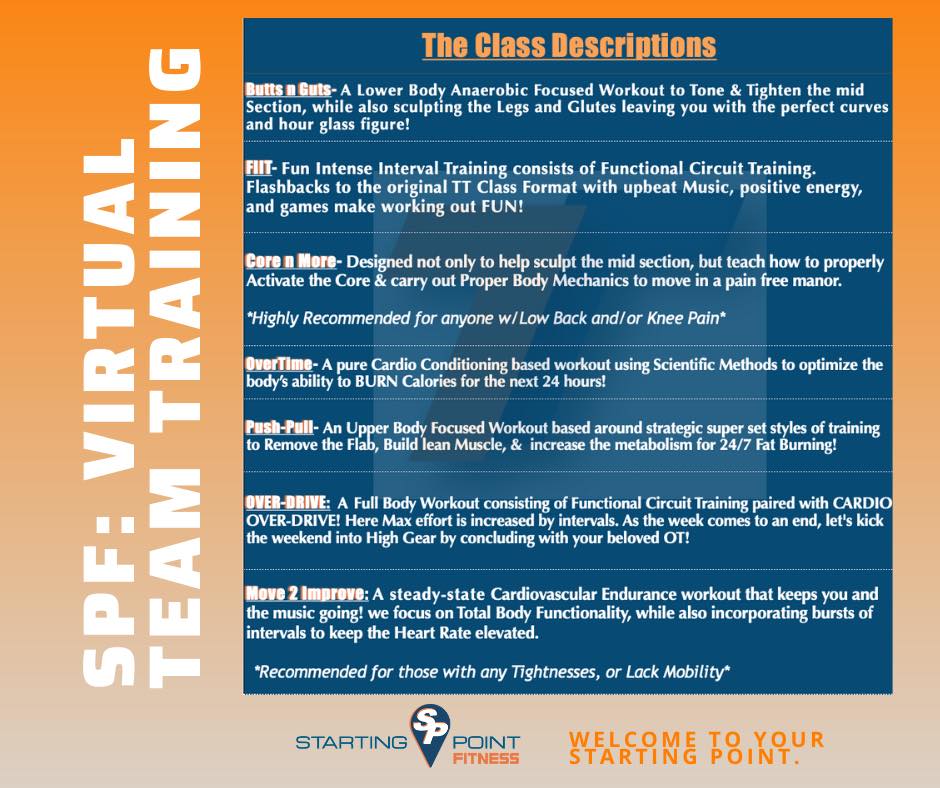 SPF: VIRTUAL
TEAM TRAINING
The Class Descriptions
Butts n Guts- A Lower Body Anaerobic Focused Workout to Tone & Tighten the mid
Section, while also sculpting the Legs and Glutes leaving you with the perfect curves
and hour glass figure!
FIIT- Fun Intense Interval Training consists of Functional Circuit Training.
Flashbacks to the original TT Class Format with upbeat Music, positive energy,
and games make working out FUN!
Core n More- Designed not only to help sculpt the mid section, but teach how to properly
Activate the Core & carry out Proper Body Mechanics to move in a pain free manor.
*Highly Recommended for anyone w/Low Back and/or Knee Pain*
OverTime- A pure Cardio Conditioning based workout using Scientific Methods to optimize the
body's ability to BURN Calories for the next 24 hours!
Push-Pull- An Upper Body Focused Workout based around strategic super set styles of training
to Remove the Flab, Build lean Muscle, & increase the metabolism for 24/7 Fat Burning!
OVER-DRIVE: A Full Body Workout consisting of Functional Circuit Training paired with CARDIO
OVER-DRIVE! Here Max effort is increased by intervals. As the week comes to an end, let's kick
the weekend into High Gear by concluding with your beloved OT!
Move 2 Improve: A steady-state Cardiovascular Endurance workout that keeps you and
the music going! we focus on Total Body Functionality, while also incorporating bursts of
intervals to keep the Heart Rate elevated.
*Recommended for those with any Tightnesses, or Lack Mobility*
STARTING SP POINT
FITNESS
WELCOME TO YOUR
STARTING POINT.